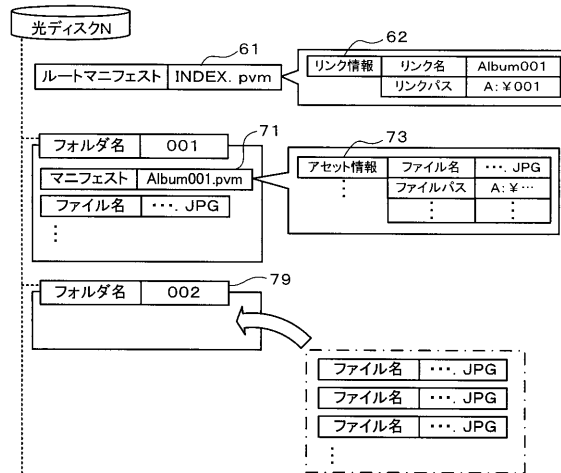 光ディスクN
61
ルートマニフェスト INDEX. pvm
62
リンク情報 リンク名 Album001
リンクパス A:¥001
フォルダ名 001
71
マニフェスト Album001.pvm
ファイル名 ･･･. JPG
⋮
73
アセット情報 ファイル名 ･･･. JPG
⋮ ファイルパス A:¥･･･
⋮ ⋮
フォルダ名 002
79
ファイル名 ･･･. JPG
ファイル名 ･･･. JPG
ファイル名 ･･･. JPG
⋮